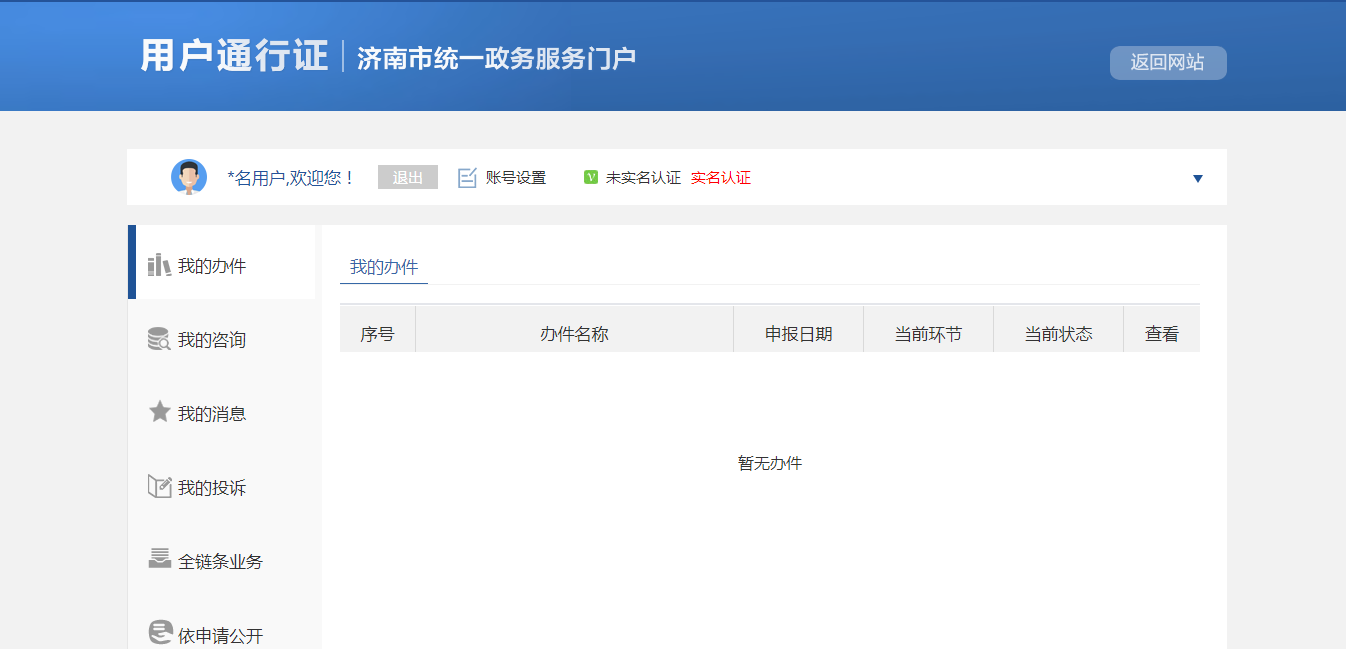 用户通行证 济南市统一政务服务门户
返回网站
*名用户,欢迎您！ 退出 账号设置 V 未实名认证 实名认证
我的办件
我的咨询
我的消息
我的投诉
全链条业务
依申请公开
我的办件
序号 办件名称 申报日期 当前环节 当前状态 查看
暂无办件